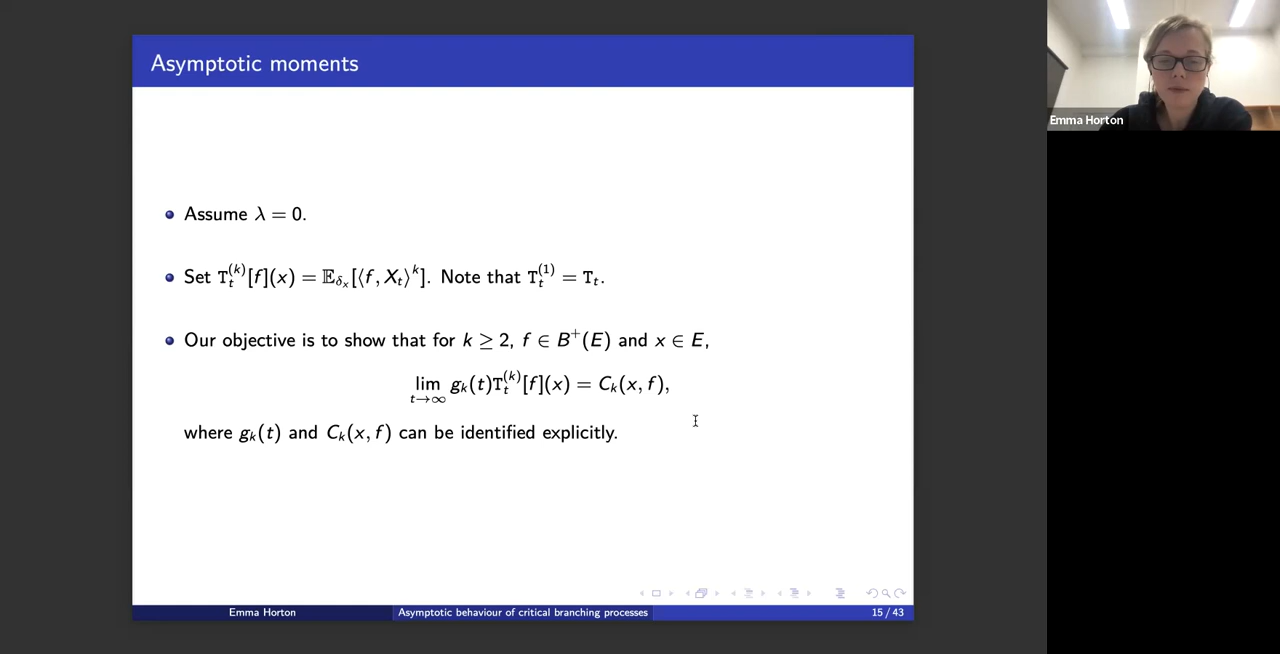 Asymptotic moments
Assume λ = 0.
Set T_t^{(k)}[f](x) = 𝔼_{δ_x}[⟨f, X_t⟩^k]. Note that T_t^{(1)} = T_t.
Our objective is to show that for k ≥ 2, f ∈ B^+(E) and x ∈ E,
lim_{t→∞} g_k(t)T_t^{(k)}[f](x) = C_k(x, f),
where g_k(t) and C_k(x, f) can be identified explicitly.
Emma Horton
Asymptotic behaviour of critical branching processes
15 / 43
Emma Horton